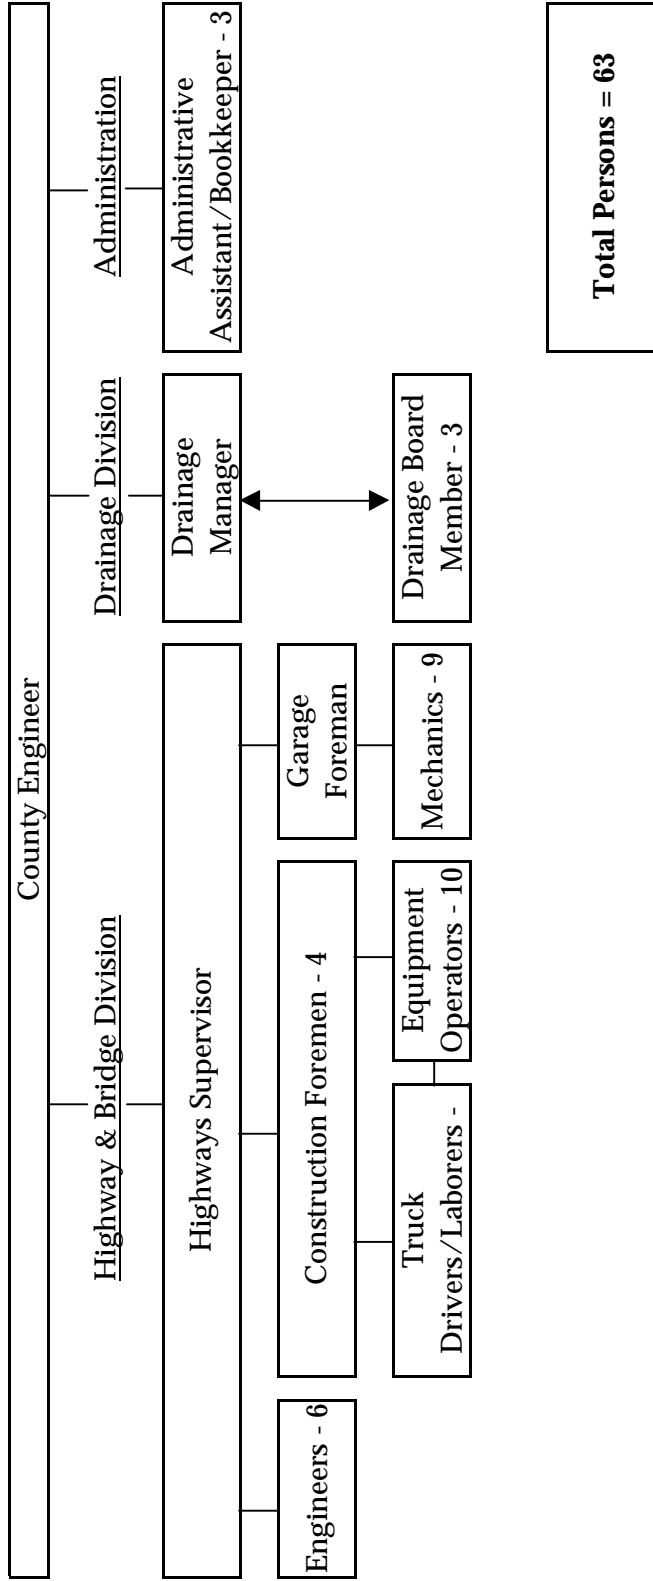 County Engineer
Highway & Bridge Division
Drainage Division
Administration
Highways Supervisor
Drainage
Manager
Administrative
Assistant/Bookkeeper - 3
Engineers - 6
Construction Foremen - 4
Garage
Foreman
Truck
Drivers/Laborers -
Equipment
Operators - 10
Mechanics - 9
Drainage Board
Member - 3
Total Persons = 63